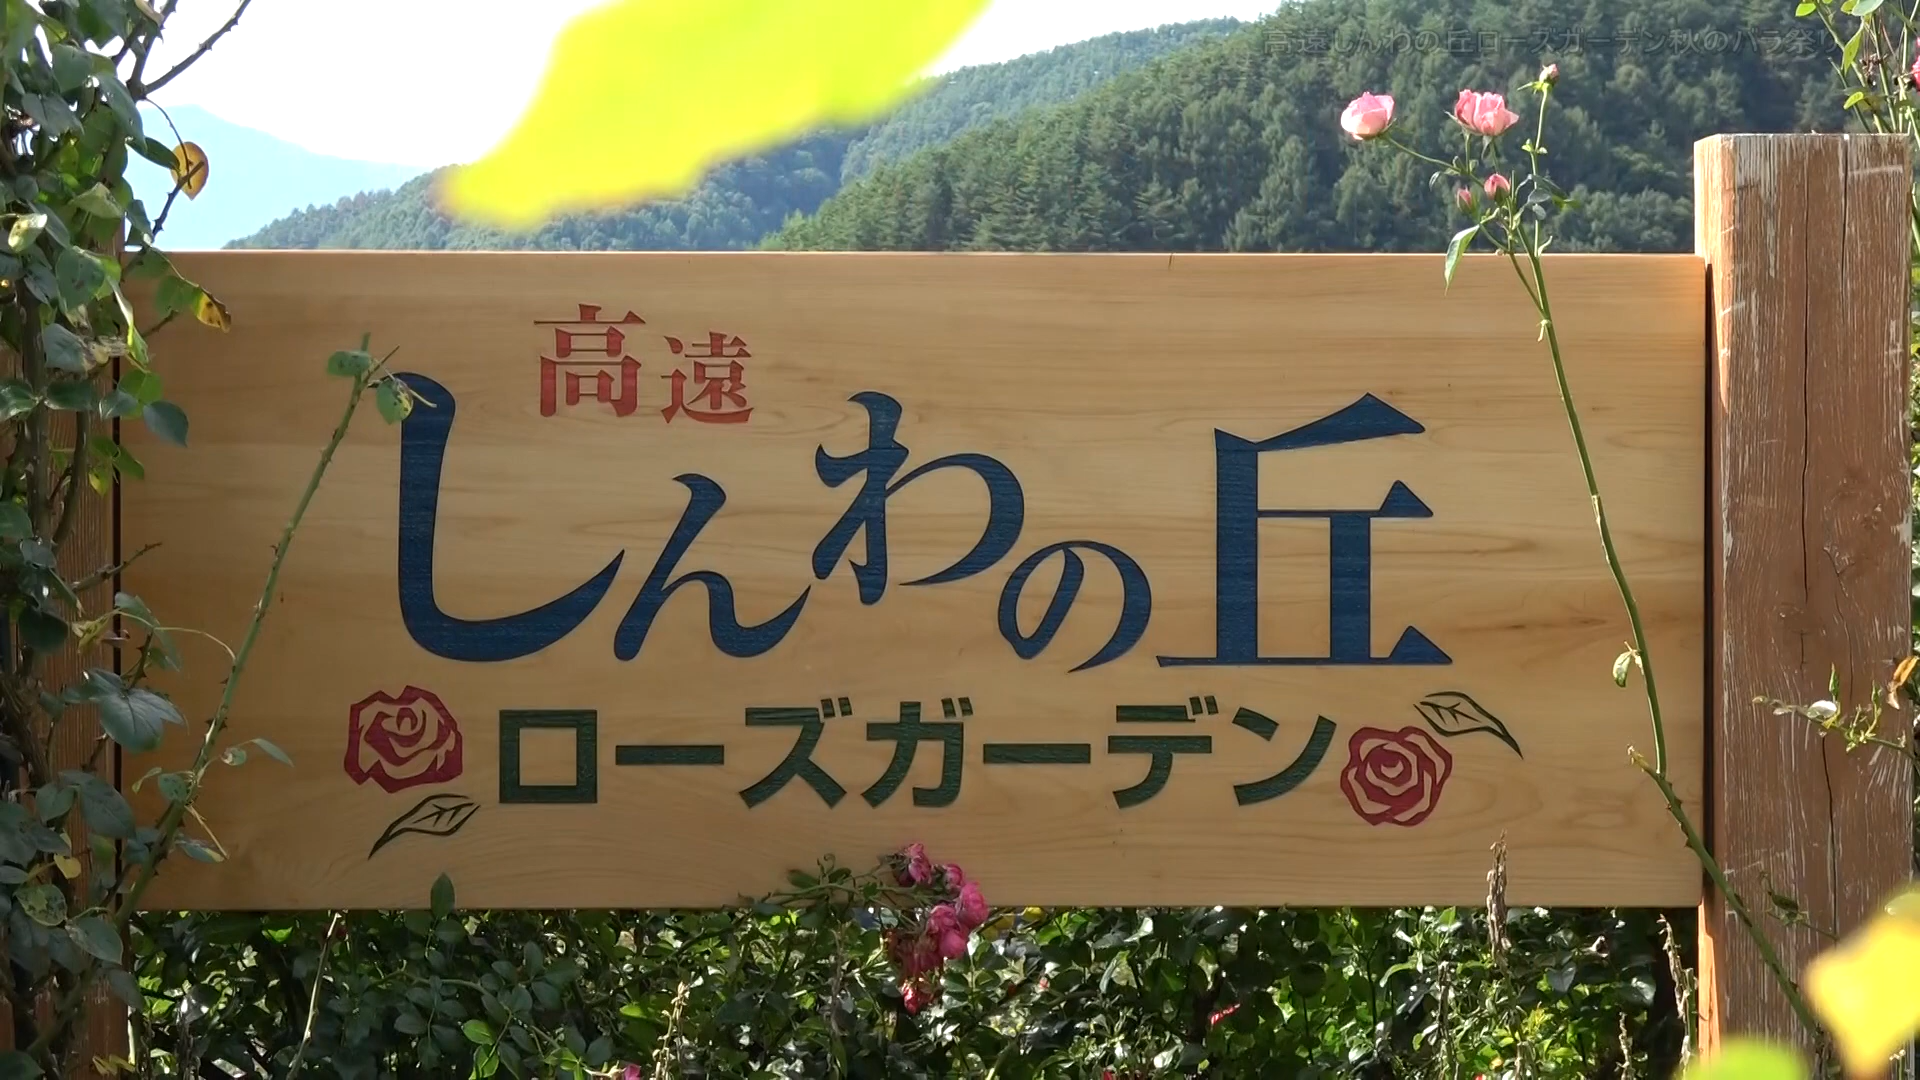 高遠しんわの丘ローズガーデン秋のバラ祭り
高遠
しんわの丘
ローズガーデン